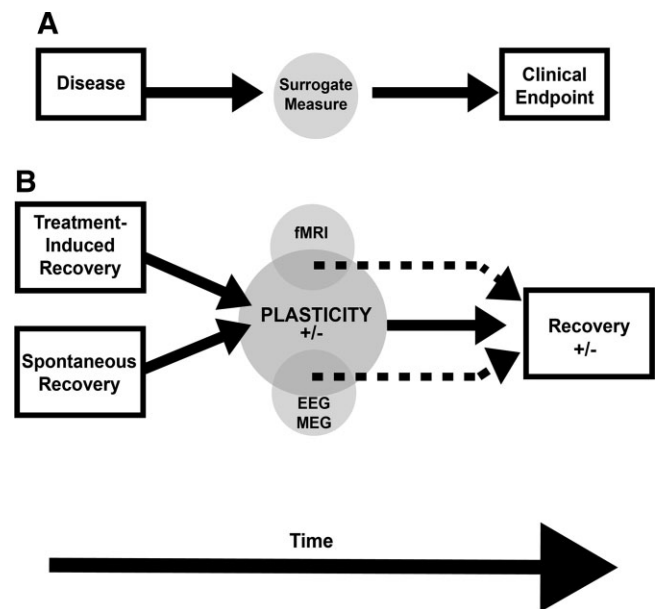 A
Disease
Surrogate
Measure
Clinical
Endpoint
B
Treatment-
Induced
Recovery
fMRI
PLASTICITY
+/-
Recovery
+/-
Spontaneous
Recovery
EEG
MEG
Time